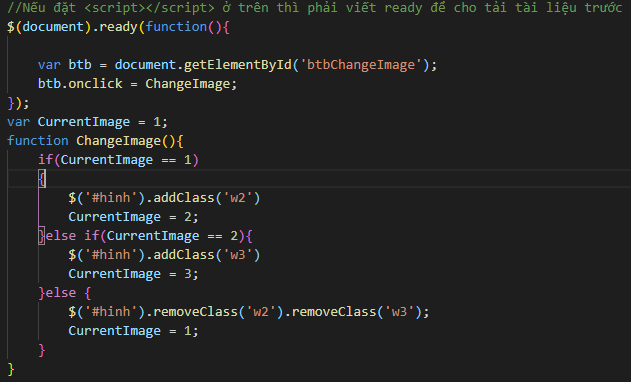 //Nếu đặt <script></script> ở trên thì phải viết ready để cho tải tài liệu trước
$(document).ready(function(){
var btb = document.getElementById('btbChangeImage');
btb.onclick = ChangeImage;
});
var CurrentImage = 1;
function ChangeImage(){
if(CurrentImage == 1)
{
$('#hinh').addClass('w2')
CurrentImage = 2;
}else if(CurrentImage == 2){
$('#hinh').addClass('w3')
CurrentImage = 3;
}else {
$('#hinh').removeClass('w2').removeClass('w3');
CurrentImage = 1;
}
}